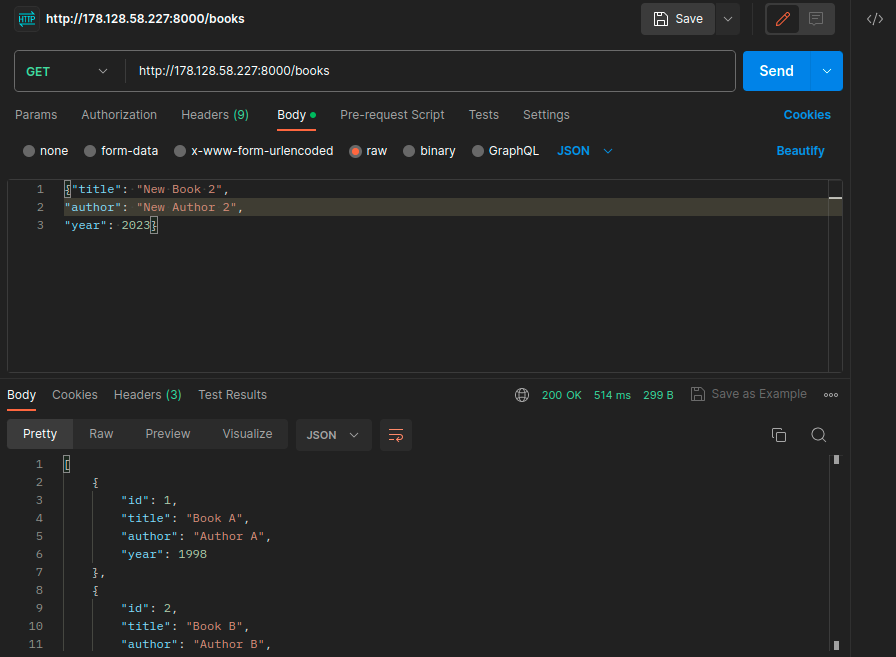 HTTP http://178.128.58.227:8000/books Save
GET http://178.128.58.227:8000/books Send
Params Authorization Headers (9) Body Pre-request Script Tests Settings Cookies
none form-data x-www-form-urlencoded raw binary GraphQL JSON Beautify
1 {"title": "New Book 2",
2 "author": "New Author 2",
3 "year": 2023}
Body Cookies Headers (3) Test Results 200 OK 514 ms 299 B Save as Example
Pretty Raw Preview Visualize JSON
1 [
2 {
3 "id": 1,
4 "title": "Book A",
5 "author": "Author A",
6 "year": 1998
7 },
8 {
9 "id": 2,
10 "title": "Book B",
11 "author": "Author B",